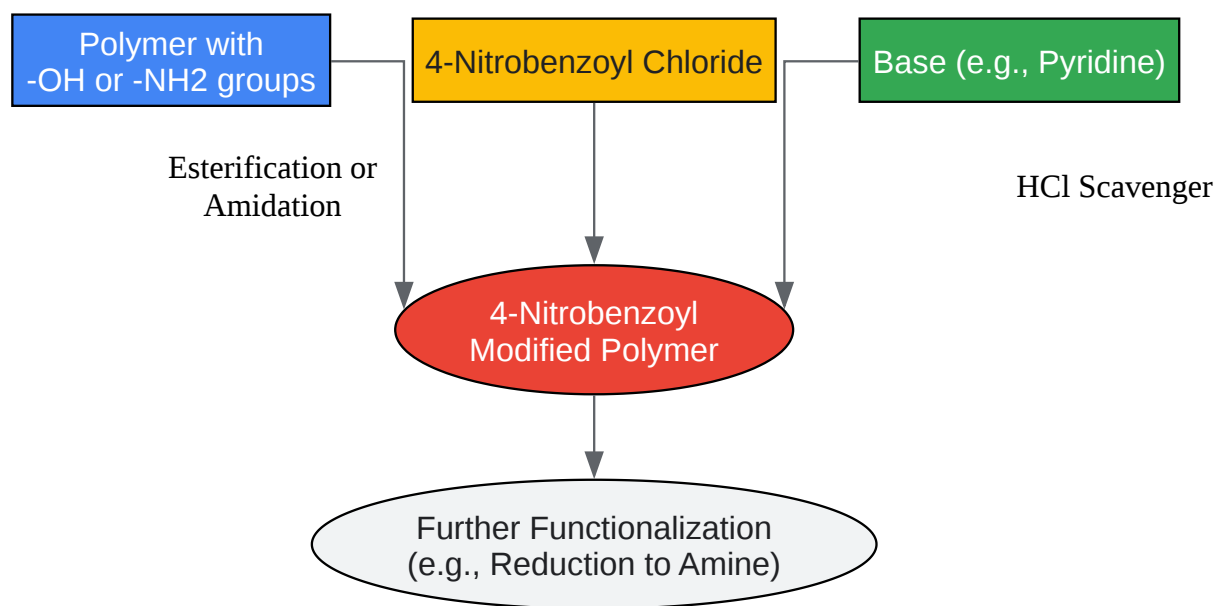 Polymer with
-OH or -NH2 groups
4-Nitrobenzoyl Chloride
Base (e.g., Pyridine)
Esterification or
Amidation
HCl Scavenger
4-Nitrobenzoyl
Modified Polymer
Further Functionalization
(e.g., Reduction to Amine)